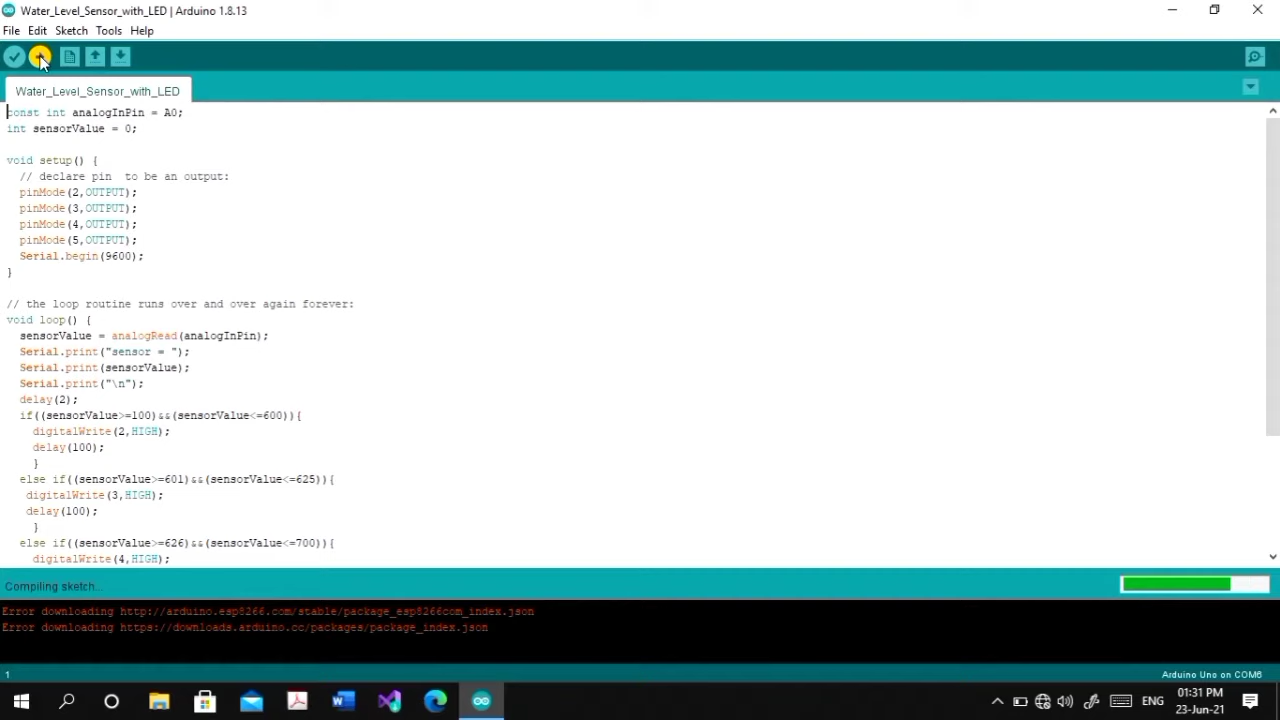 Water_Level_Sensor_with_LED | Arduino 1.8.13
File Edit Sketch Tools Help
Water_Level_Sensor_with_LED
const int analogInPin = A0;
int sensorValue = 0;
void setup() {
// declare pin  to be an output:
pinMode(2,OUTPUT);
pinMode(3,OUTPUT);
pinMode(4,OUTPUT);
pinMode(5,OUTPUT);
Serial.begin(9600);
}
// the loop routine runs over and over again forever:
void loop() {
sensorValue = analogRead(analogInPin);
Serial.print("sensor = ");
Serial.print(sensorValue);
Serial.print("\n");
delay(2);
if((sensorValue>=100)&&(sensorValue<=600)){
digitalWrite(2,HIGH);
delay(100);
}
else if((sensorValue>=601)&&(sensorValue<=625)){
digitalWrite(3,HIGH);
delay(100);
}
else if((sensorValue>=626)&&(sensorValue<=700)){
digitalWrite(4,HIGH);
Compiling sketch...
Error downloading http://arduino.esp8266.com/stable/package_esp8266com_index.json
Error downloading https://downloads.arduino.cc/packages/package_index.json
1
Arduino Uno on COM6
ENG
01:31 PM
23-Jun-21